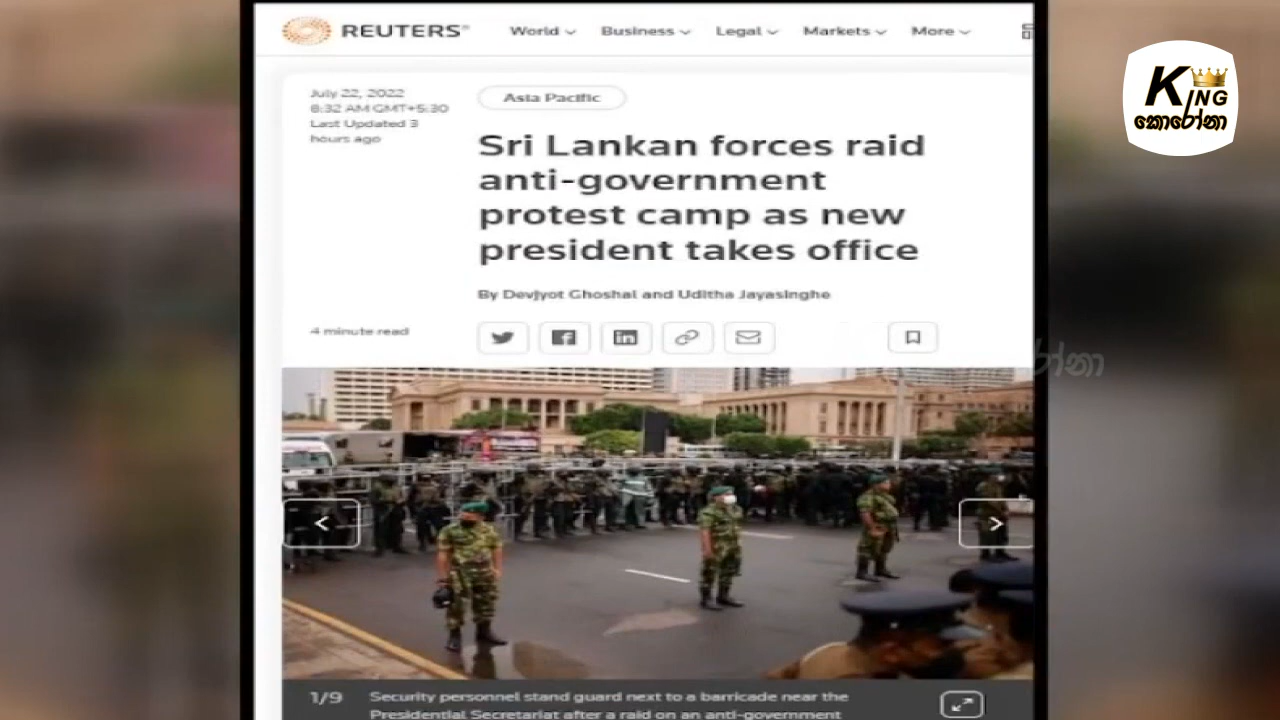 REUTERS®
World
Business
Legal
Markets
More
KING
කොරෝනා
July 22, 2022
8:32 AM GMT+5:30
Last Updated 3
hours ago
Asia Pacific
Sri Lankan forces raid
anti-government
protest camp as new
president takes office
By Devjyot Ghoshal and Uditha Jayasinghe
4 minute read
රෝනා
1/9
Security personnel stand guard next to a barricade near the
Presidential Secretariat after a raid on an anti-government